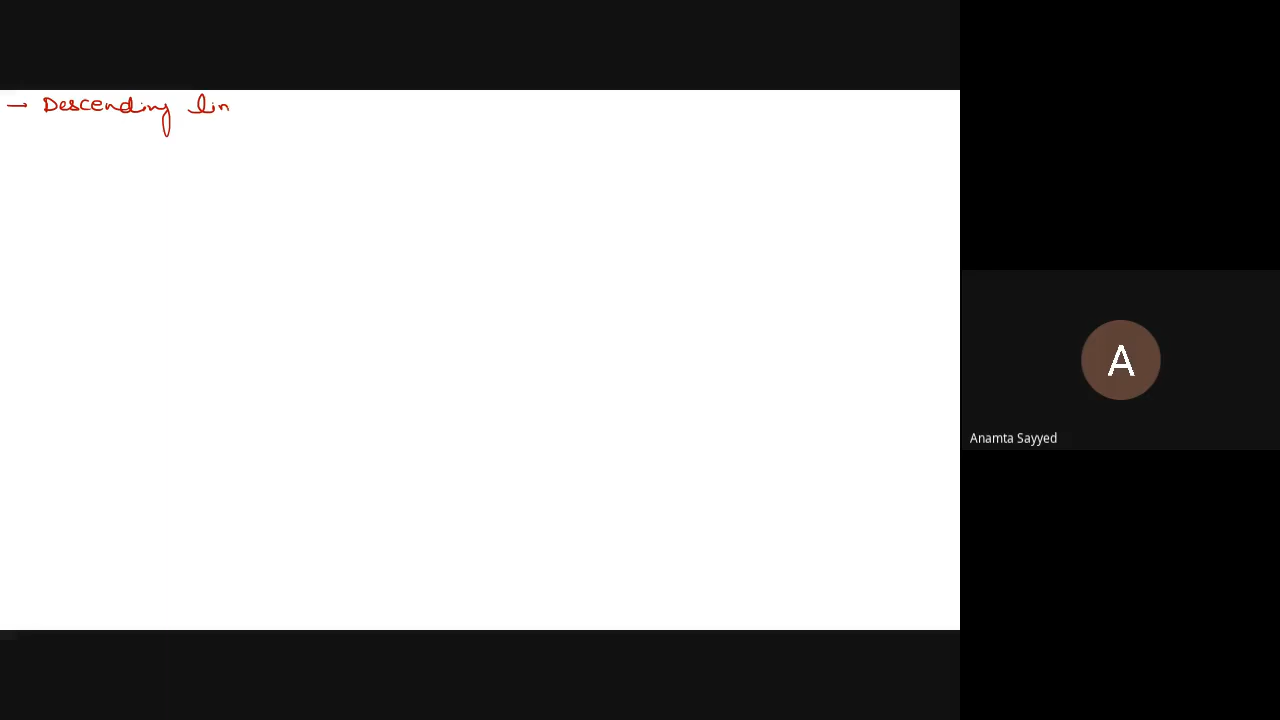 → Descending lin
A
Anamta Sayyed